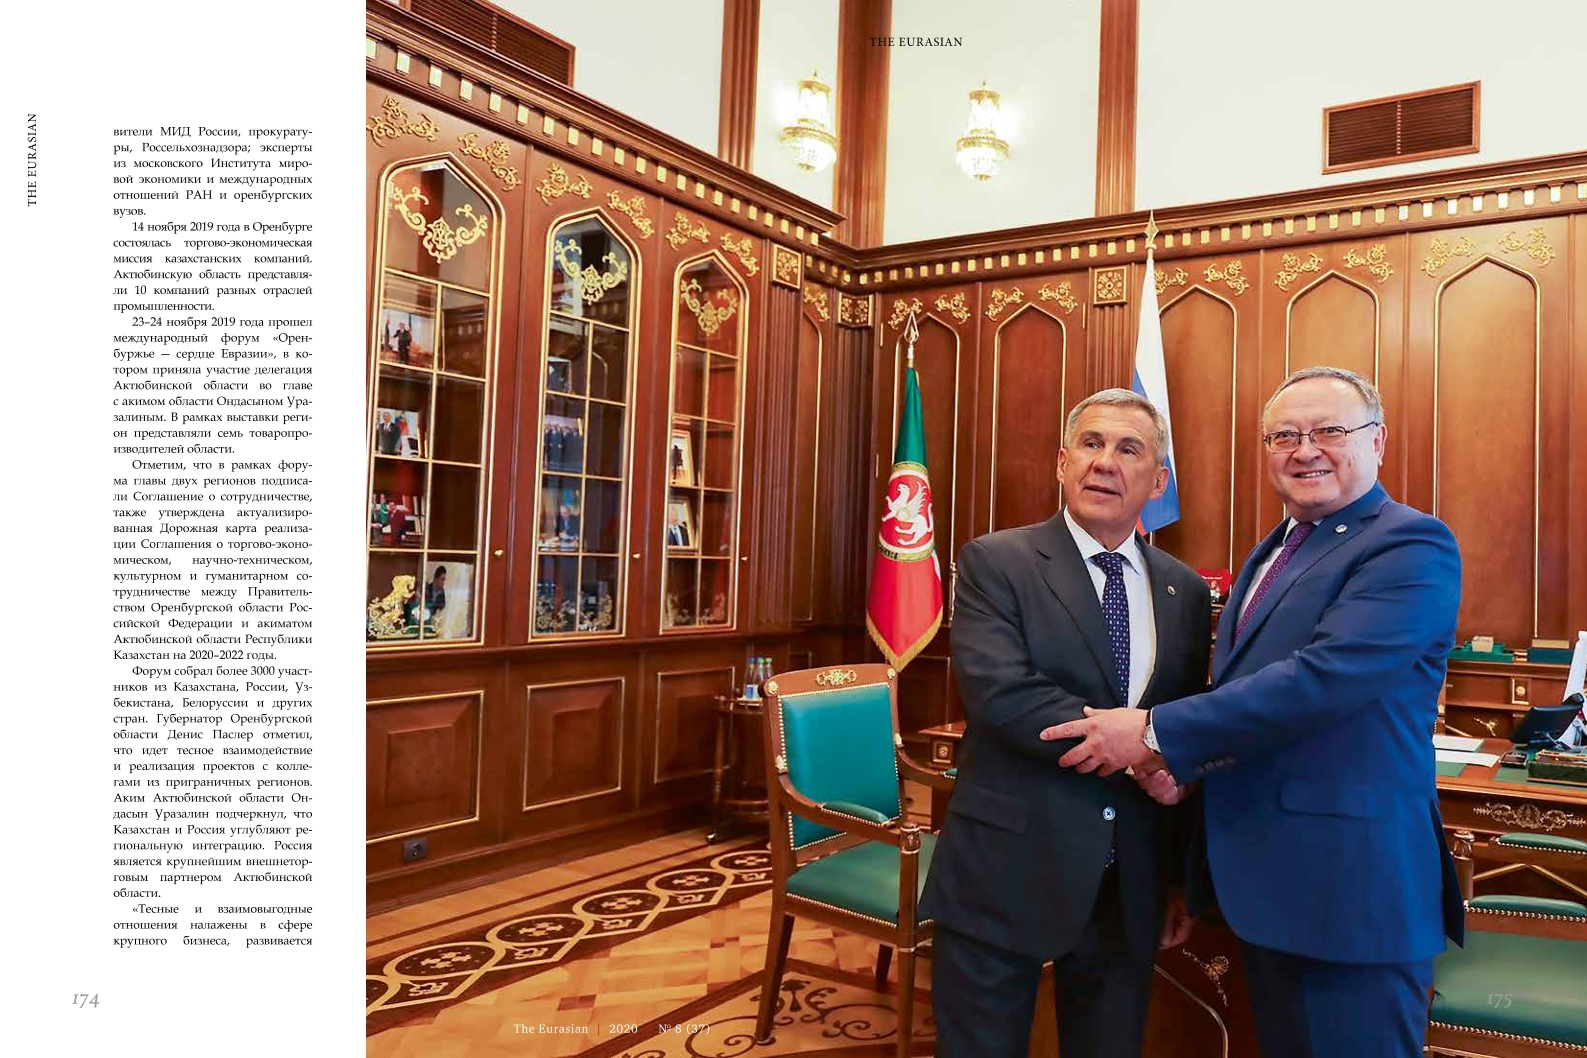 THE EURASIAN
THE EURASIAN
вители МИД России, прокурату-
ры, Россельхознадзора; эксперты
из московского Института миро-
вой экономики и международных
отношений РАН и оренбургских
вузов.
14 ноября 2019 года в Оренбурге
состоялась торгово-экономическая
миссия казахстанских компаний.
Актюбинскую область представля-
ли 10 компаний разных отраслей
промышленности.
23–24 ноября 2019 года прошел
международный форум «Орен-
буржье — сердце Евразии», в ко-
тором приняла участие делегация
Актюбинской области во главе
с акимом области Ондасыном Ура-
залиным. В рамках выставки реги-
он представляли семь товаропро-
изводителей области.
Отметим, что в рамках фору-
ма главы двух регионов подписа-
ли Соглашение о сотрудничестве,
также утверждена актуализиро-
ванная Дорожная карта реализа-
ции Соглашения о торгово-эконо-
мическом, научно-техническом,
культурном и гуманитарном со-
трудничестве между Правитель-
ством Оренбургской области Рос-
сийской Федерации и акиматом
Актюбинской области Республики
Казахстан на 2020–2022 годы.
Форум собрал более 3000 участ-
ников из Казахстана, России, Уз-
бекистана, Белоруссии и других
стран. Губернатор Оренбургской
области Денис Паслер отметил,
что идет тесное взаимодействие
и реализация проектов с колле-
гами из приграничных регионов.
Аким Актюбинской области Он-
дасын Уразалин подчеркнул, что
Казахстан и Россия углубляют ре-
гиональную интеграцию. Россия
является крупнейшим внешнетор-
говым партнером Актюбинской
области.
«Тесные и взаимовыгодные
отношения налажены в сфере
крупного бизнеса, развивается
174
175
The Eurasian | 2020 № 8 (37)